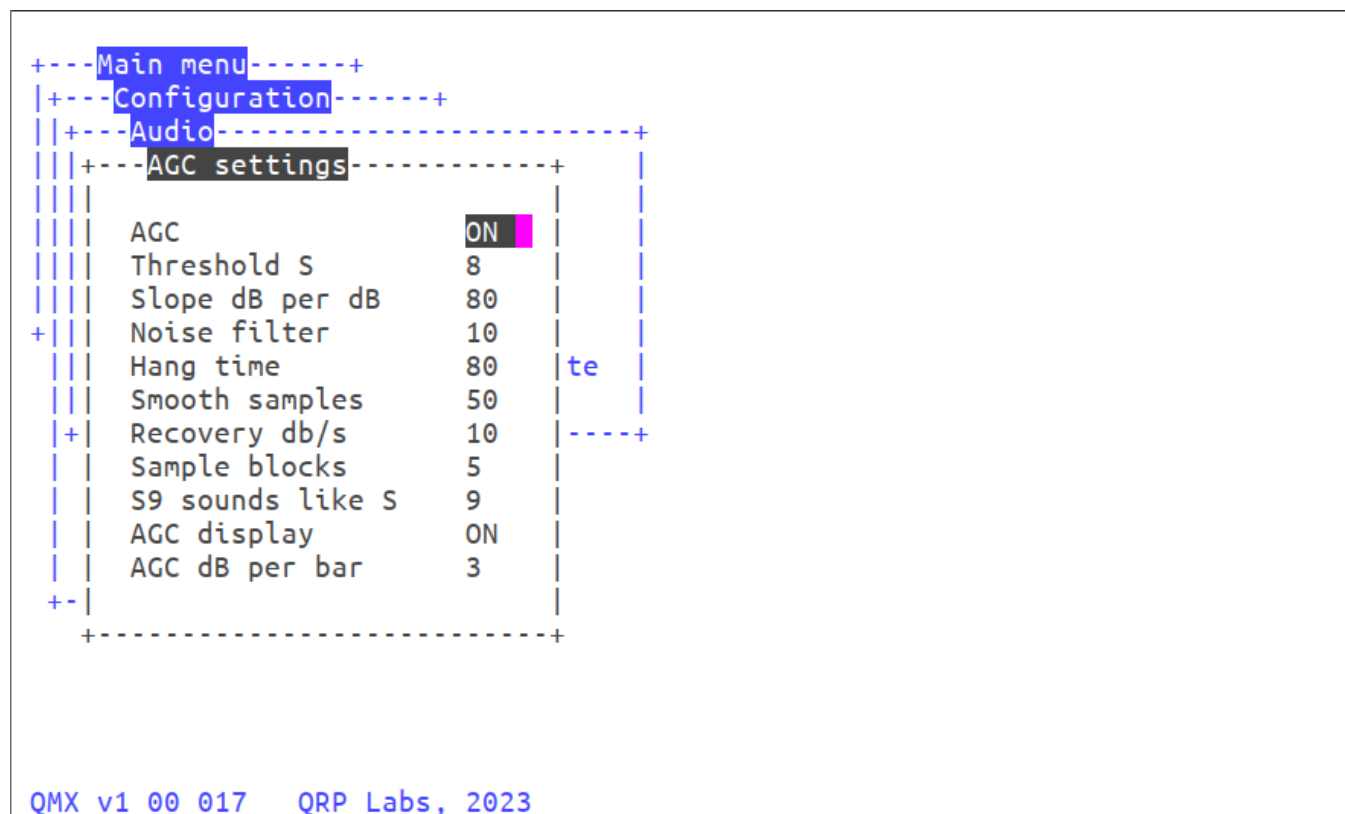 Main menu
Configuration
Audio
AGC settings
AGC ON
Threshold S 8
Slope dB per dB 80
Noise filter 10
Hang time 80 te
Smooth samples 50
Recovery db/s 10
Sample blocks 5
S9 sounds like S 9
AGC display ON
AGC dB per bar 3
QMX v1 00 017 QRP Labs, 2023